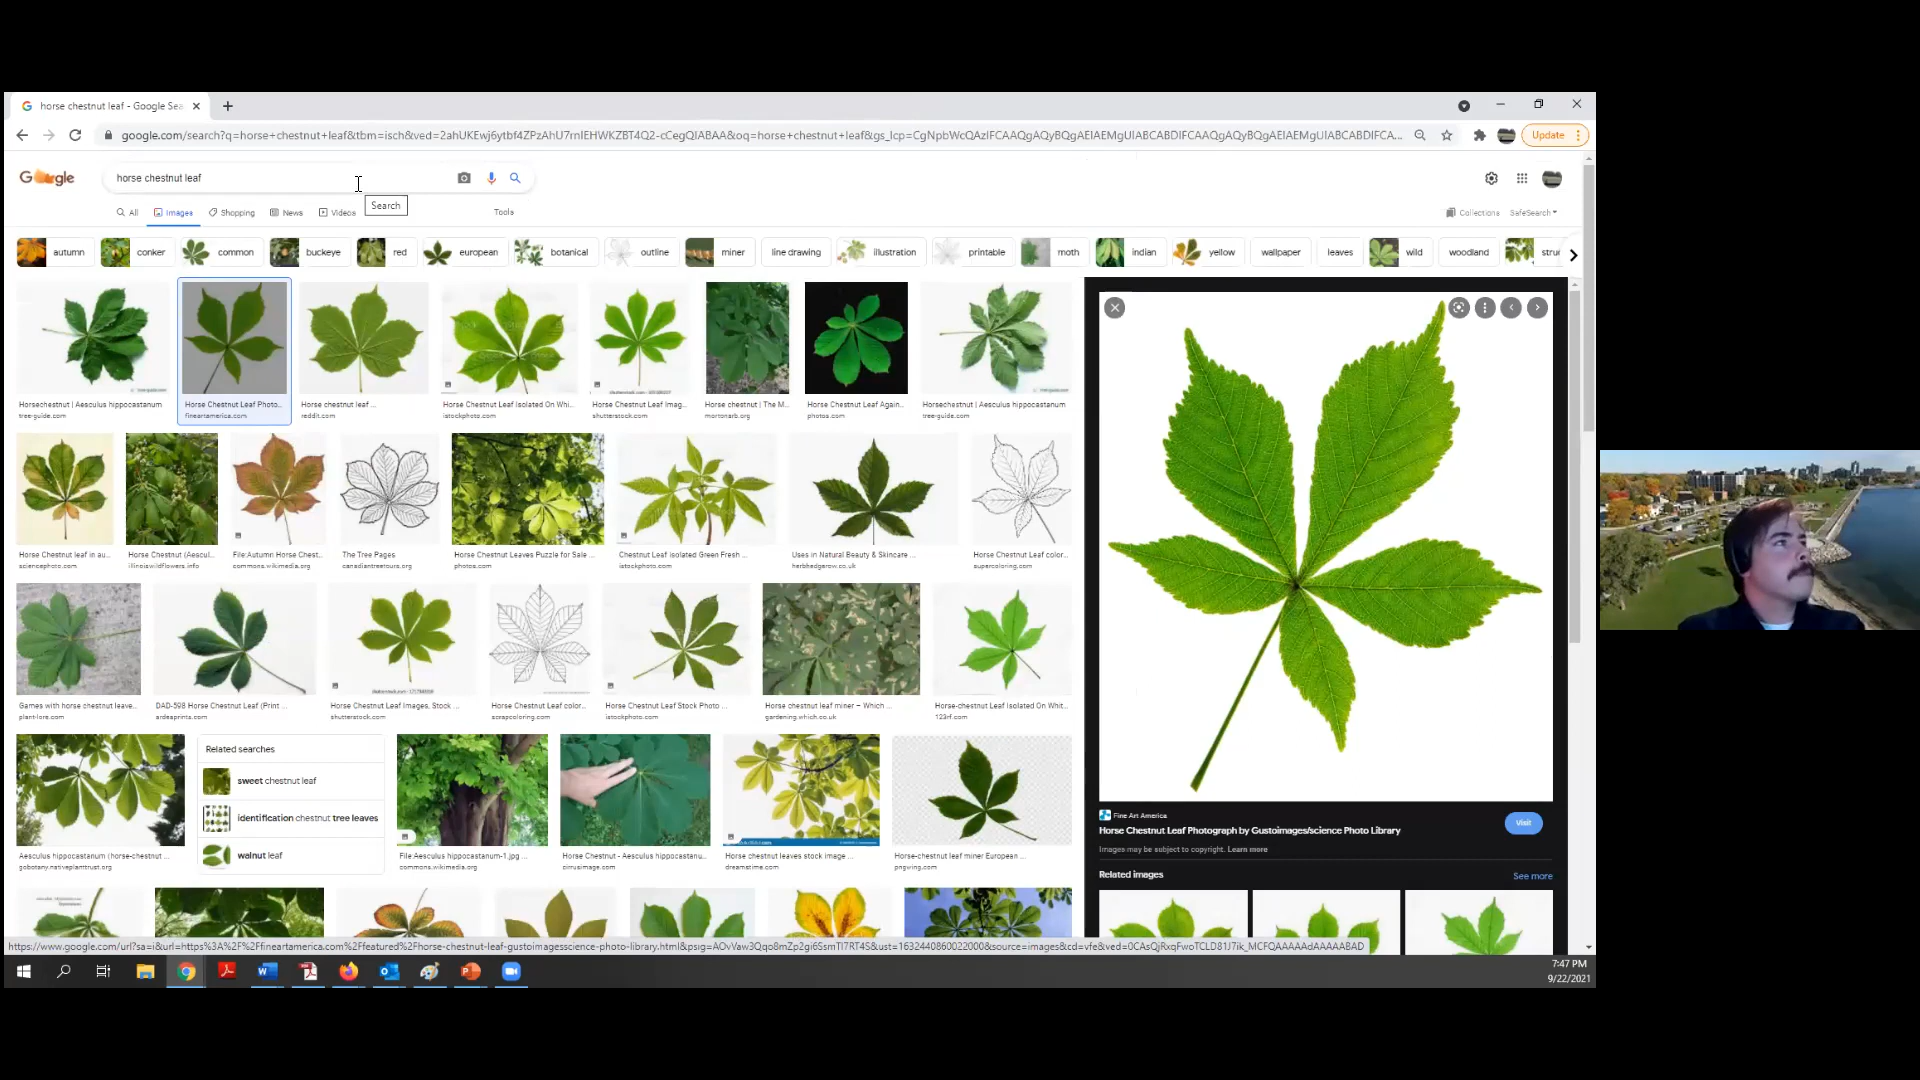 horse chestnut leaf - Google Sea
google.com/search?q=horse+chestnut+leaf&tbm=isch&ved=2ahUKEwj6ytbf4ZPzAhU7rnIEHWKZBT4Q2-cCegQIABAA&oq=horse+chestnut+leaf&gs_lcp=CgNpbWcQAzIFCAAQgAQyBQgAEIAEMgUIABCABDIFCAAQgAQyBQgAEIAEMgUIABCABDIFCA...
Update
Google
horse chestnut leaf
Search
All
Images
Shopping
News
Videos
Tools
Collections
SafeSearch
autumn
conker
common
buckeye
red
european
botanical
outline
miner
line drawing
illustration
printable
moth
indian
yellow
wallpaper
leaves
wild
woodland
struc
Horsechestnut | Aesculus hippocastanum
tree-guide.com
Horse Chestnut Leaf Photo...
fineartamerica.com
Horse chestnut leaf ...
reddit.com
Horse Chestnut Leaf Isolated On Whi...
istockphoto.com
Horse Chestnut Leaf Imag...
shutterstock.com
Horse chestnut | The M...
mortonarb.org
Horse Chestnut Leaf Again...
photos.com
Horsechestnut | Aesculus hippocastanum
tree-guide.com
Horse Chestnut leaf in au...
sciencephoto.com
Horse Chestnut (Aescul...
illinoiswildflowers.info
File:Autumn Horse Chest...
commons.wikimedia.org
The Tree Pages
canadiantreetours.org
Horse Chestnut Leaves Puzzle for Sale ...
photos.com
Chestnut Leaf isolated Green Fresh ...
istockphoto.com
Uses in Natural Beauty & Skincare ...
herbhedgerow.co.uk
Horse Chestnut Leaf color...
supercoloring.com
Games with horse chestnut leave...
plant-lore.com
DAD-598 Horse Chestnut Leaf (Print ...
ardeaprints.com
Horse Chestnut Leaf Images, Stock ...
shutterstock.com
Horse Chestnut Leaf color...
scrapcoloring.com
Horse Chestnut Leaf Stock Photo ...
istockphoto.com
Horse chestnut leaf miner – Which ...
gardening.which.co.uk
Horse-chestnut Leaf Isolated On Whit...
123rf.com
Related searches
sweet chestnut leaf
identification chestnut tree leaves
walnut leaf
Aesculus hippocastanum (horse-chestnut ...
gobotany.nativeplanttrust.org
File:Aesculus hippocastanum-1.jpg ...
commons.wikimedia.org
Horse Chestnut - Aesculus hippocastanu...
cirrusimage.com
Horse chestnut leaves stock image ...
dreamstime.com
Horse-chestnut leaf miner European ...
pngwing.com
Fine Art America
Horse Chestnut Leaf Photograph by Gustoimages/science Photo Library
Visit
Images may be subject to copyright. Learn more
Related images
See more
7:47 PM
9/22/2021